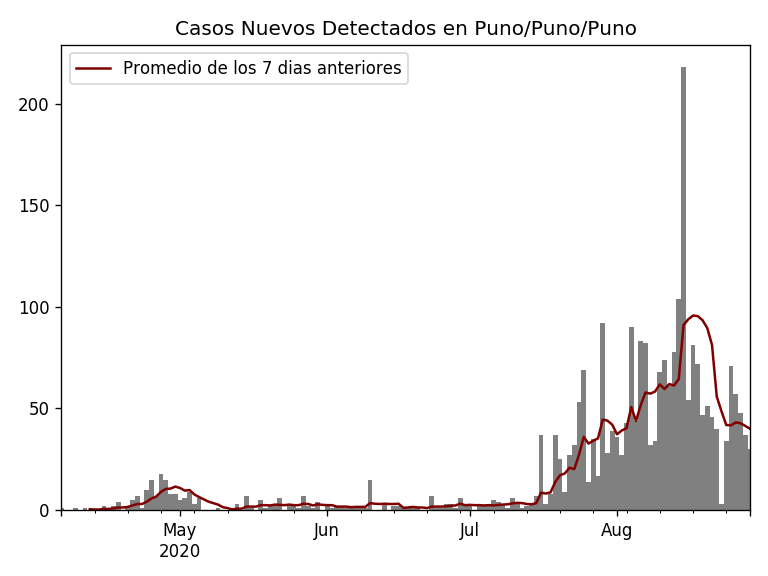 Casos Nuevos Detectados en Puno/Puno/Puno
Promedio de los 7 dias anteriores
200
150
100
50
0
May Jun Jul Aug
2020